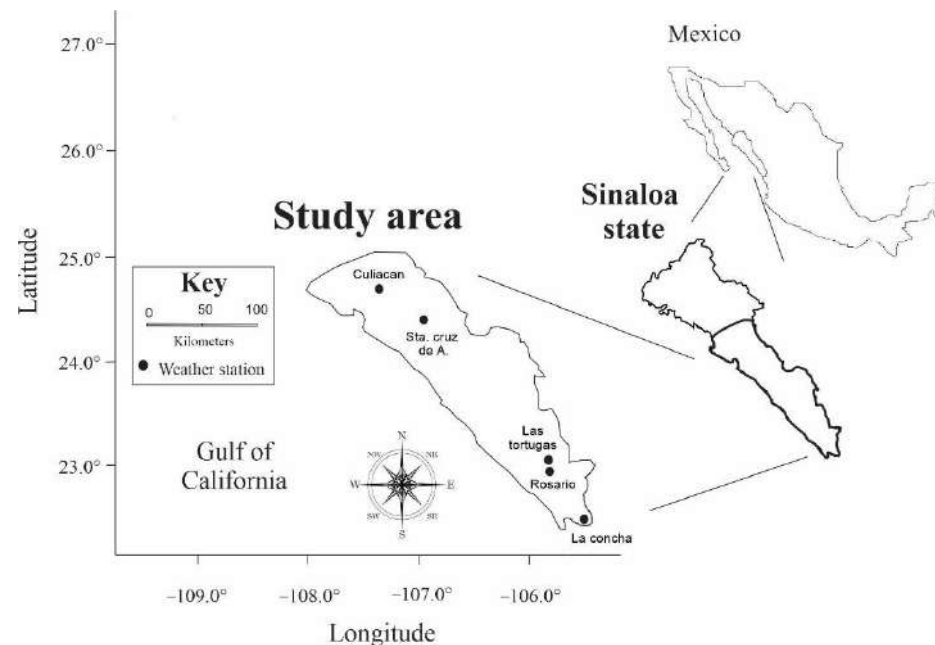 Mexico
27.0°
26.0°
25.0°
24.0°
23.0°
Latitude
Study area
Sinaloa
state
Key
0 50 100
Kilometers
Weather station
Culiacan
Sta. cruz
de A.
Las
tortugas
Rosario
La concha
Gulf of
California
N
NW NE
W E
SW SE
S
−109.0° −108.0° −107.0° −106.0°
Longitude